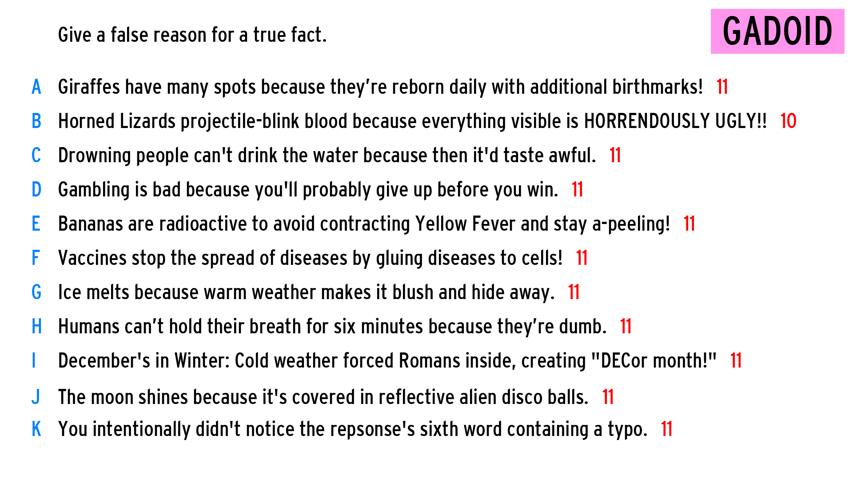 Give a false reason for a true fact.
GADOID
A Giraffes have many spots because they're reborn daily with additional birthmarks! 11
B Horned Lizards projectile-blink blood because everything visible is HORRENDOUSLY UGLY!! 10
C Drowning people can't drink the water because then it'd taste awful. 11
D Gambling is bad because you'll probably give up before you win. 11
E Bananas are radioactive to avoid contracting Yellow Fever and stay a-peeling! 11
F Vaccines stop the spread of diseases by gluing diseases to cells! 11
G Ice melts because warm weather makes it blush and hide away. 11
H Humans can't hold their breath for six minutes because they're dumb. 11
I December's in Winter: Cold weather forced Romans inside, creating "DECor month!" 11
J The moon shines because it's covered in reflective alien disco balls. 11
K You intentionally didn't notice the repsonse's sixth word containing a typo. 11